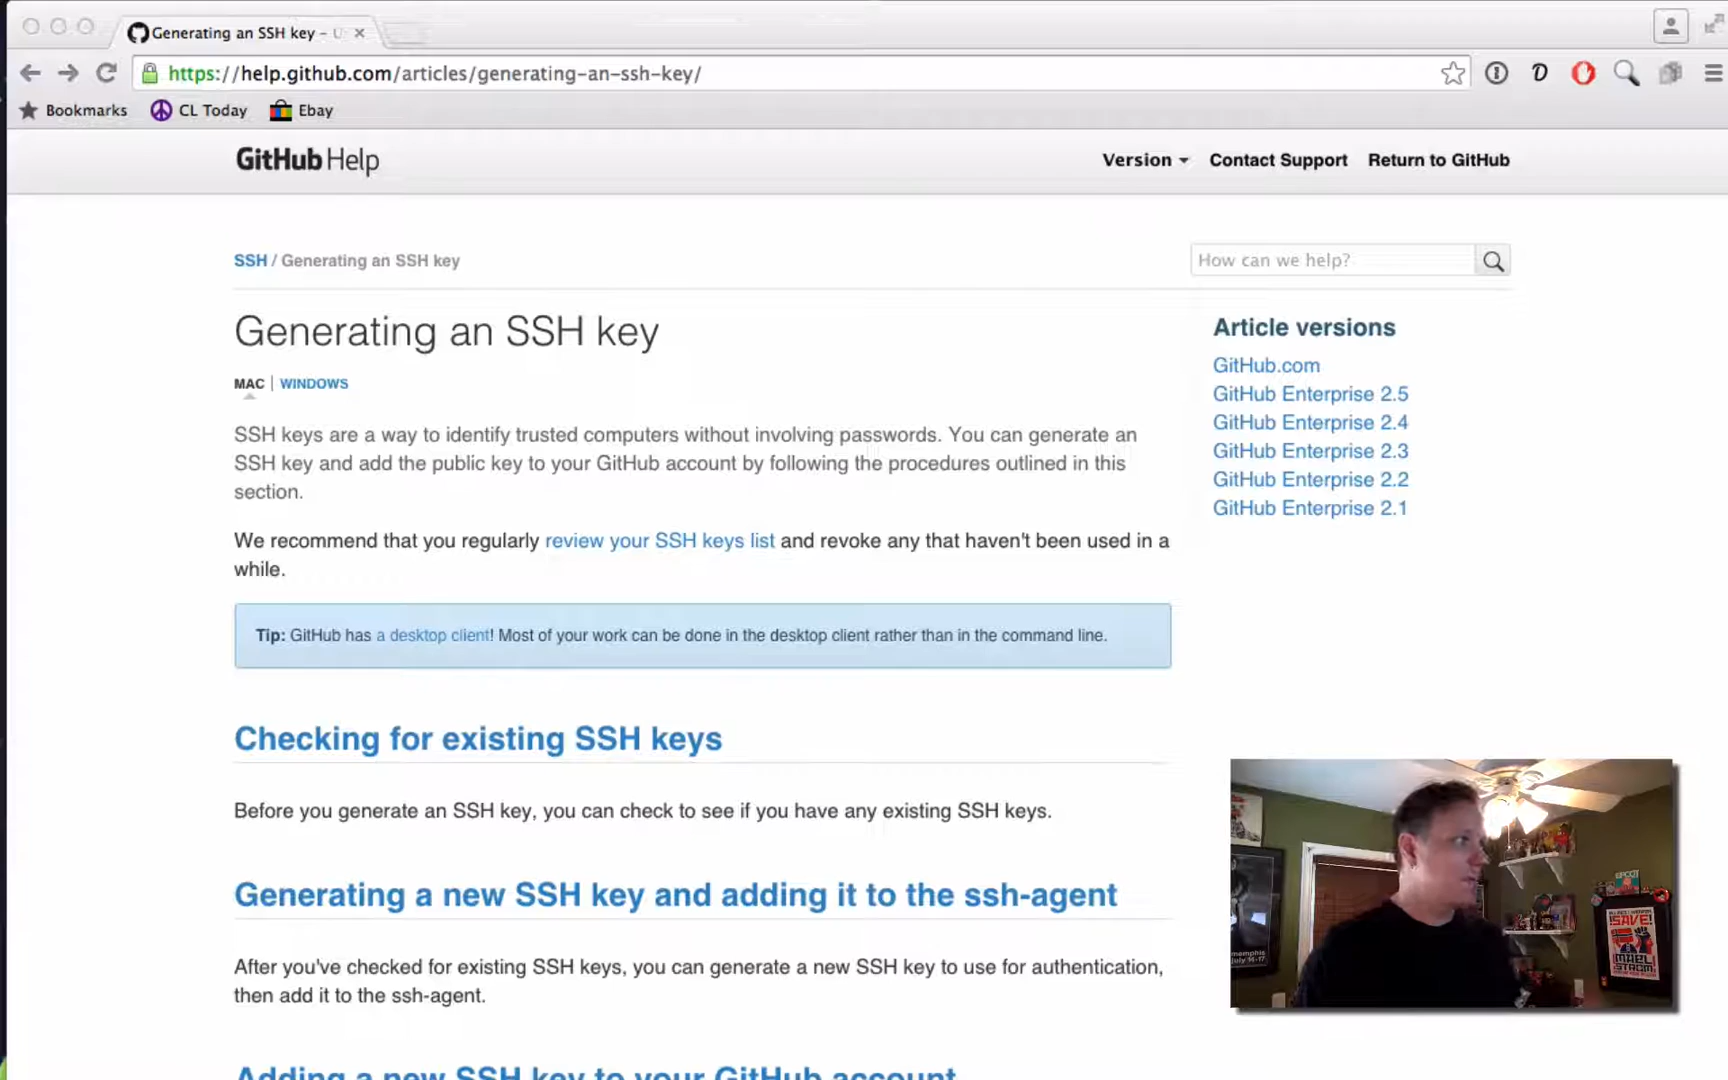 Generating an SSH key -
https://help.github.com/articles/generating-an-ssh-key/
Bookmarks CL Today Ebay
GitHub Help
Version Contact Support Return to GitHub
SSH / Generating an SSH key
How can we help?
Generating an SSH key
MAC | WINDOWS
SSH keys are a way to identify trusted computers without involving passwords. You can generate an
SSH key and add the public key to your GitHub account by following the procedures outlined in this
section.
We recommend that you regularly review your SSH keys list and revoke any that haven't been used in a
while.
Tip: GitHub has a desktop client! Most of your work can be done in the desktop client rather than in the command line.
Article versions
GitHub.com
GitHub Enterprise 2.5
GitHub Enterprise 2.4
GitHub Enterprise 2.3
GitHub Enterprise 2.2
GitHub Enterprise 2.1
Checking for existing SSH keys
Before you generate an SSH key, you can check to see if you have any existing SSH keys.
Generating a new SSH key and adding it to the ssh-agent
After you've checked for existing SSH keys, you can generate a new SSH key to use for authentication,
then add it to the ssh-agent.
Adding a new SSH key to your GitHub account
memphis
july 16-17
EPCOT
SAVE!
MAEL
STROM